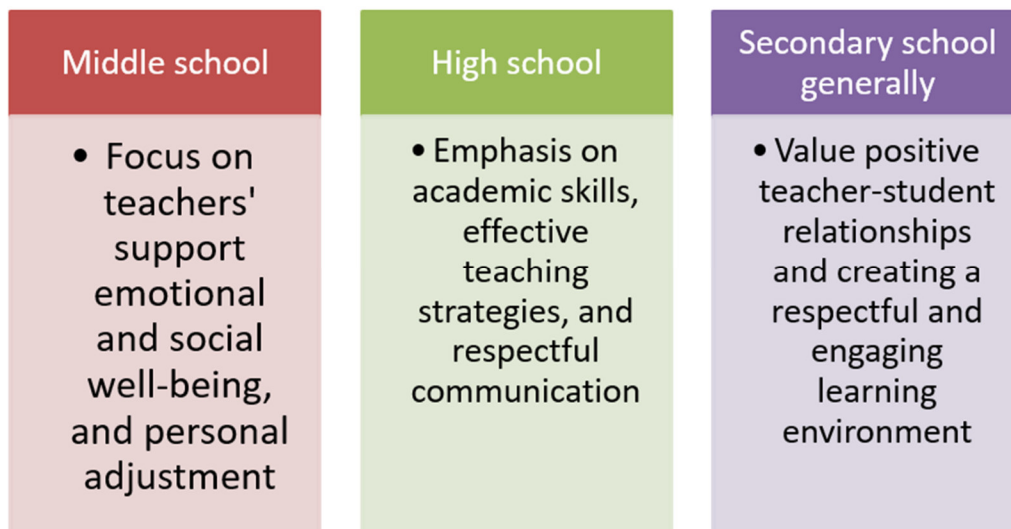 Middle school
• Focus on
teachers'
support
emotional
and social
well-being,
and personal
adjustment
High school
• Emphasis on
academic skills,
effective
teaching
strategies, and
respectful
communication
Secondary school
generally
• Value positive
teacher-student
relationships
and creating a
respectful and
engaging
learning
environment